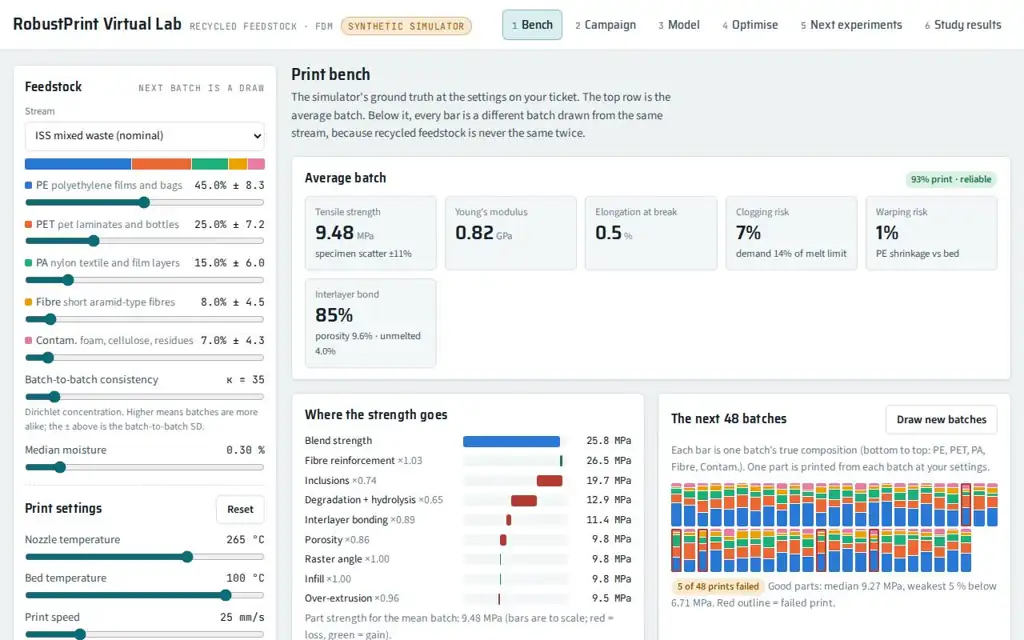 RobustPrint Virtual Lab RECYCLED FEEDSTOCK · FDM SYNTHETIC SIMULATOR
1 Bench 2 Campaign 3 Model 4 Optimise 5 Next experiments 6 Study results
Feedstock NEXT BATCH IS A DRAW
Stream
ISS mixed waste (nominal)
PE polyethylene films and bags 45.0% ± 8.3
PET pet laminates and bottles 25.0% ± 7.2
PA nylon textile and film layers 15.0% ± 6.0
Fibre short aramid-type fibres 8.0% ± 4.5
Contam. foam, cellulose, residues 7.0% ± 4.3
Batch-to-batch consistency κ = 35
Dirichlet concentration. Higher means batches are more
alike; the ± above is the batch-to-batch SD.
Median moisture 0.30 %
Print settings Reset
Nozzle temperature 265 °C
Bed temperature 100 °C
Print speed 25 mm/s
Print bench
The simulator's ground truth at the settings on your ticket. The top row is the
average batch. Below it, every bar is a different batch drawn from the same
stream, because recycled feedstock is never the same twice.
Average batch 93% print · reliable
Tensile strength
9.48 MPa
specimen scatter ±11%
Young's modulus
0.82 GPa
Elongation at break
0.5 %
Clogging risk
7%
demand 14% of melt limit
Warping risk
1%
PE shrinkage vs bed
Interlayer bond
85%
porosity 9.6% · unmelted
4.0%
Where the strength goes
Blend strength 25.8 MPa
Fibre reinforcement ×1.03 26.5 MPa
Inclusions ×0.74 19.7 MPa
Degradation + hydrolysis ×0.65 12.9 MPa
Interlayer bonding ×0.89 11.4 MPa
Porosity ×0.86 9.8 MPa
Raster angle ×1.00 9.8 MPa
Infill ×1.00 9.8 MPa
Over-extrusion ×0.96 9.5 MPa
Part strength for the mean batch: 9.48 MPa (bars are to scale; red =
loss, green = gain).
The next 48 batches Draw new batches
Each bar is one batch's true composition (bottom to top: PE, PET, PA,
Fibre, Contam.). One part is printed from each batch at your settings.
5 of 48 prints failed Good parts: median 9.27 MPa, weakest 5 % below
6.71 MPa. Red outline = failed print.